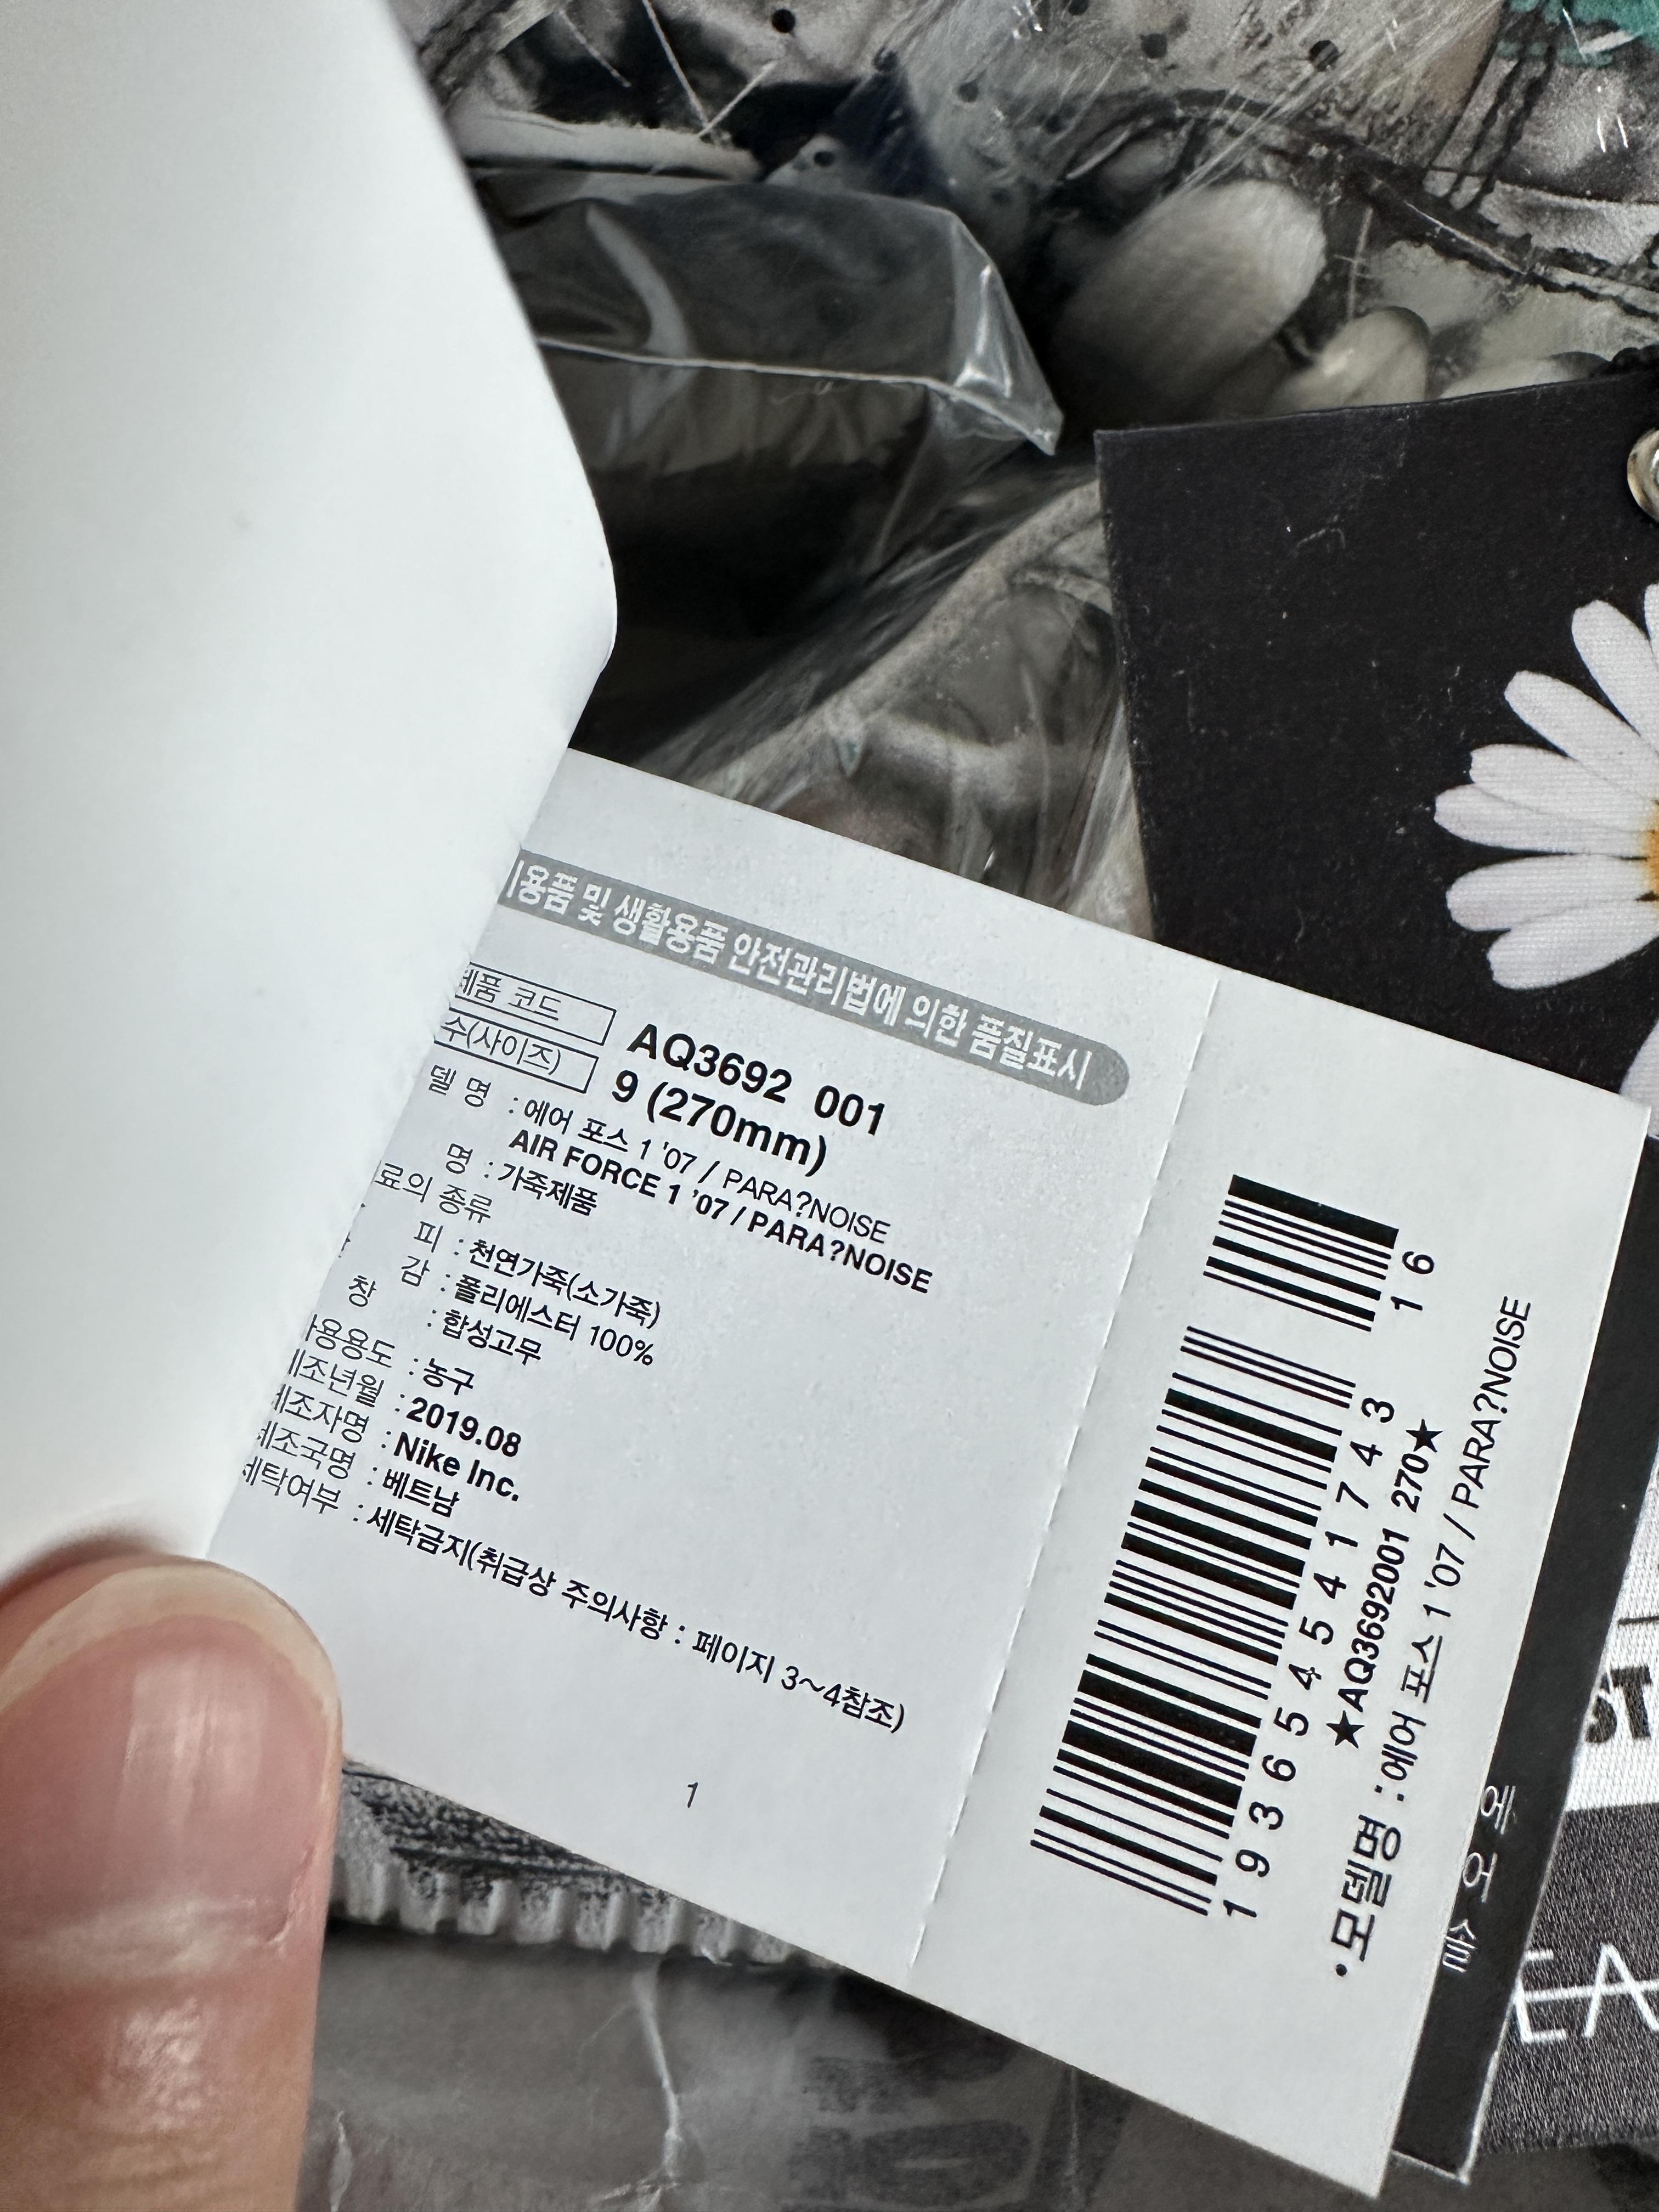 용품 및 생활용품 안전관리법에 의한 품질표시
제품 코드 AQ3692 001
수(사이즈) 9 (270mm)
델 명 : 에어 포스 1 '07 / PARA?NOISE
AIR FORCE 1 '07 / PARA?NOISE
명 : 가죽제품
료의 종류
피 : 천연가죽(소가죽)
감 : 폴리에스터 100%
창 : 합성고무
사용용도 : 농구
제조년월 : 2019.08
제조자명 : Nike Inc.
제조국명 : 베트남
세탁여부 : 세탁금지(취급상 주의사항 : 페이지 3~4참조)
1
193654541743 16
★AQ3692001 270★
•모델명 : 에어 포스 1 '07 / PARA?NOISE
ST
EA